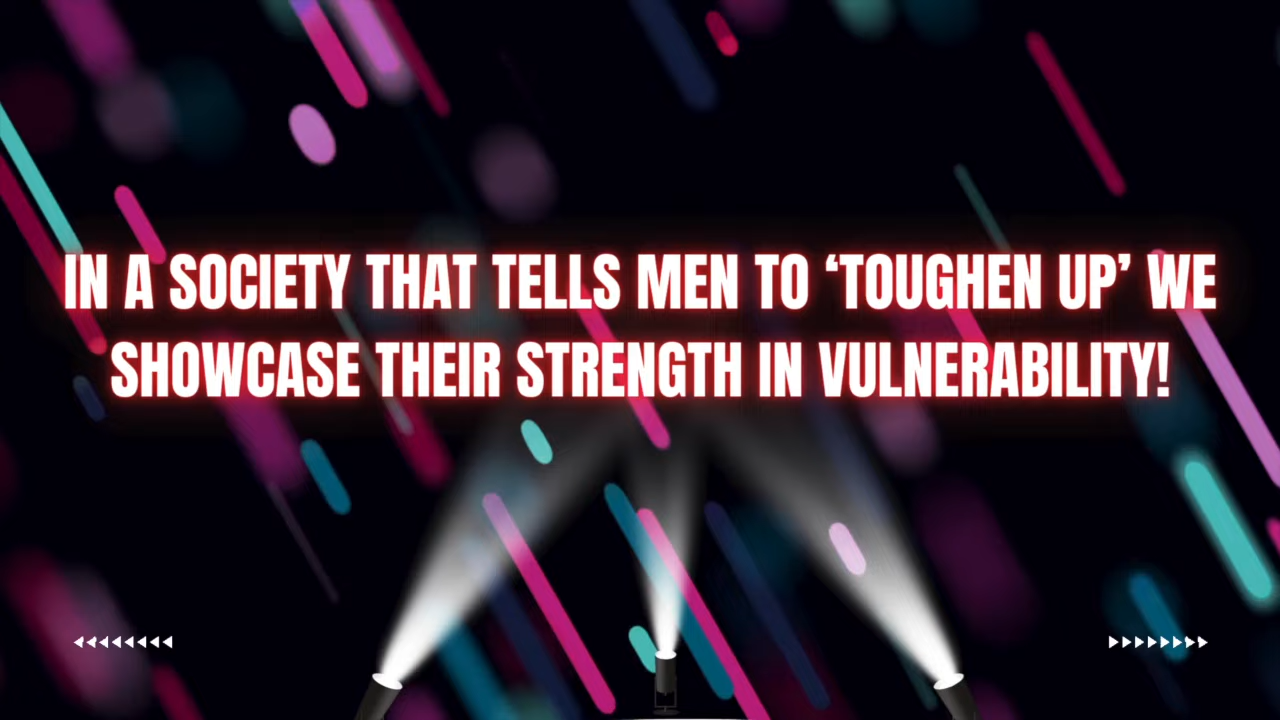 IN A SOCIETY THAT TELLS MEN TO ‘TOUGHEN UP’ WE
SHOWCASE THEIR STRENGTH IN VULNERABILITY!